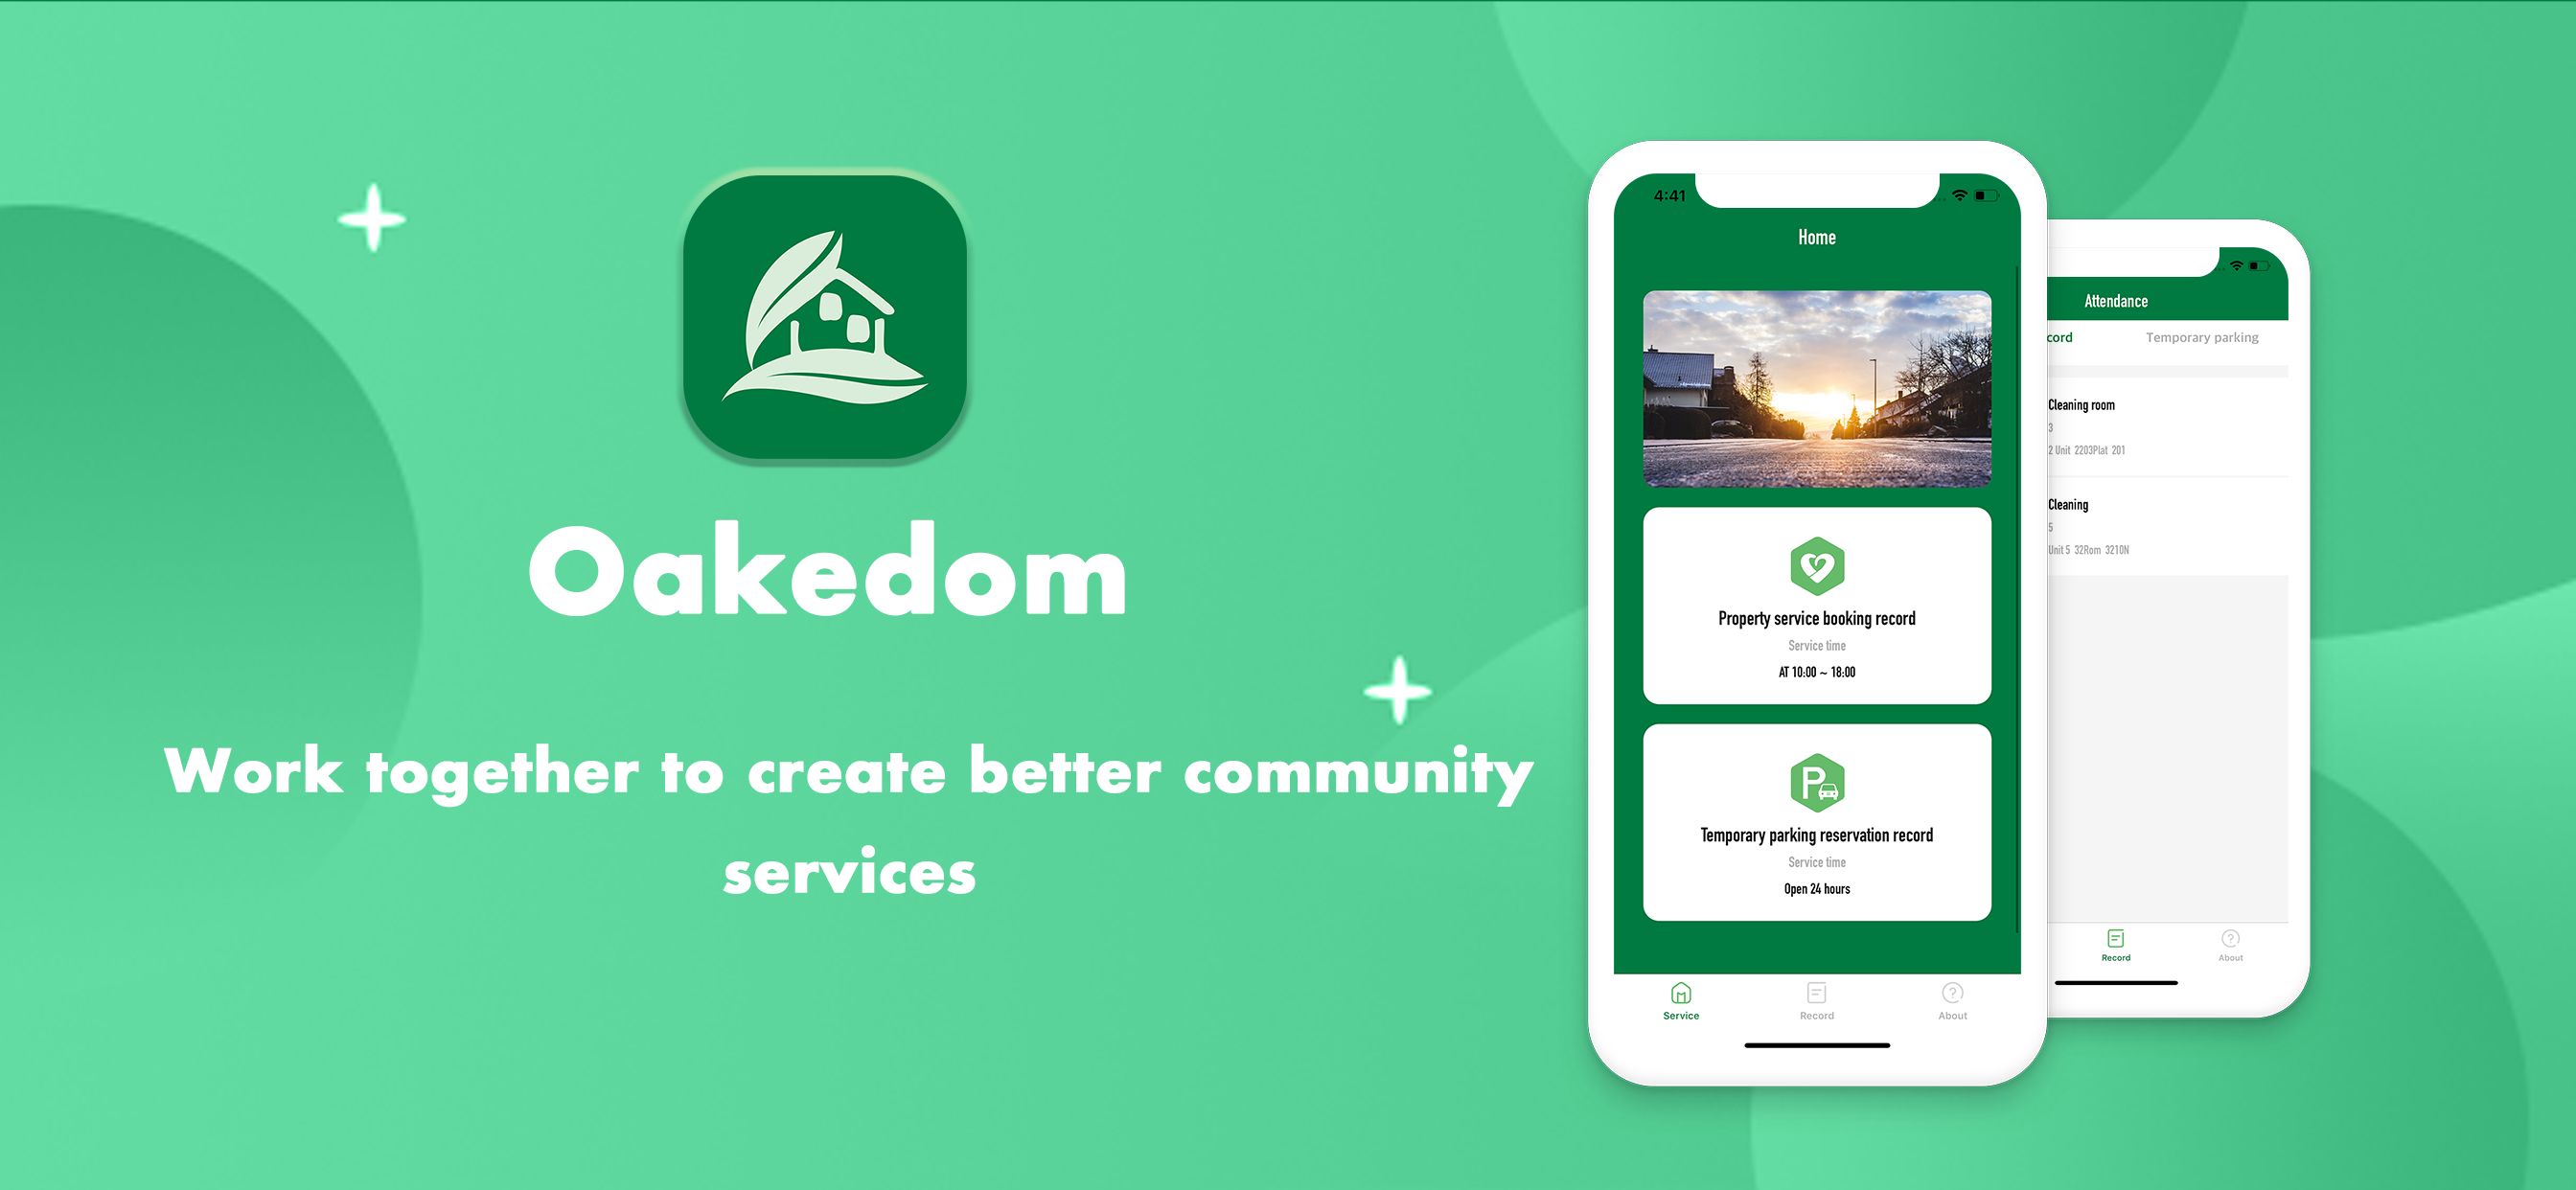 Oakedom
Work together to create better community
services
4:41
Home
Property service booking record
Service time
AT 10:00 ~ 18:00
P
Temporary parking reservation record
Service time
Open 24 hours
Service
Record
About
Attendance
cord
Temporary parking
Cleaning room
3
2 Unit 2203Plat 201
Cleaning
5
Unit 5 32Rom 3210N
Record
About